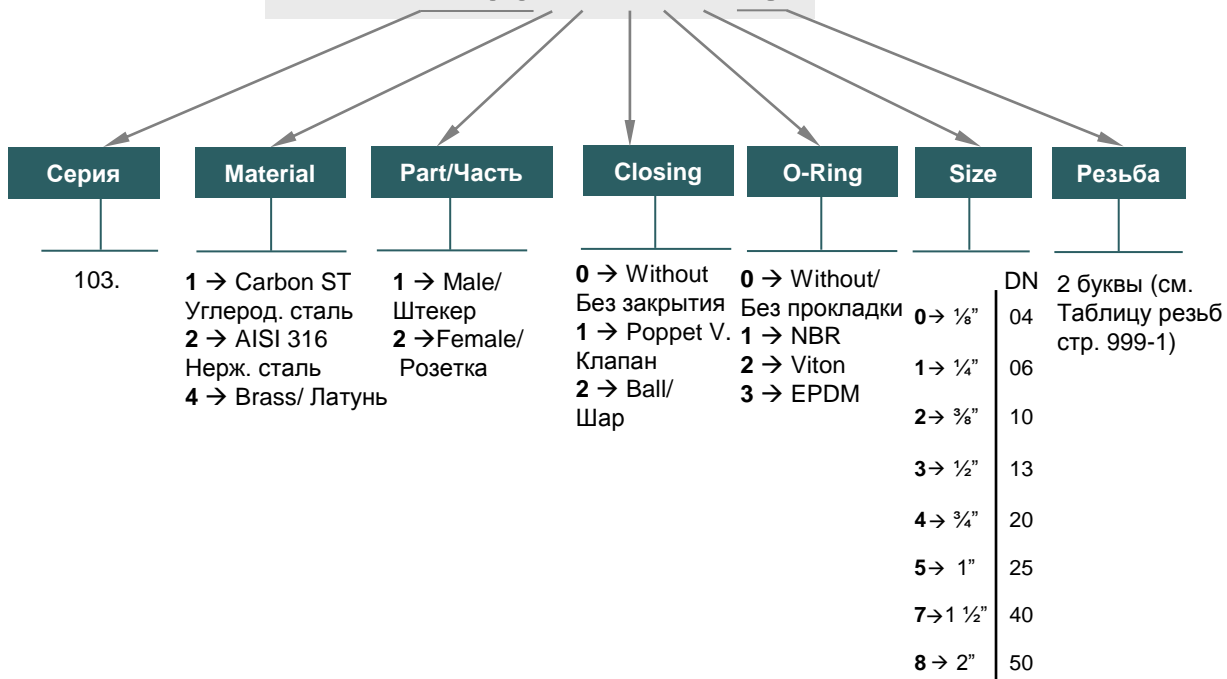 Серия
Material
Part/Часть
Closing
O-Ring
Size
Резьба
103.
1 → Carbon ST
Углерод. сталь
2 → AISI 316
Нерж. сталь
4 → Brass/ Латунь
1 → Male/
Штекер
2 →Female/
Розетка
0 → Without
Без закрытия
1 → Poppet V.
Клапан
2 → Ball/
Шар
0 → Without/
Без прокладки
1 → NBR
2 → Viton
3 → EPDM
DN
0→ ⅛” 04
1→ ¼” 06
2→ ⅜” 10
3→ ½” 13
4→ ¾” 20
5→ 1” 25
7→1 ½” 40
8→ 2” 50
2 буквы (см.
Таблицу резьб
стр. 999-1)